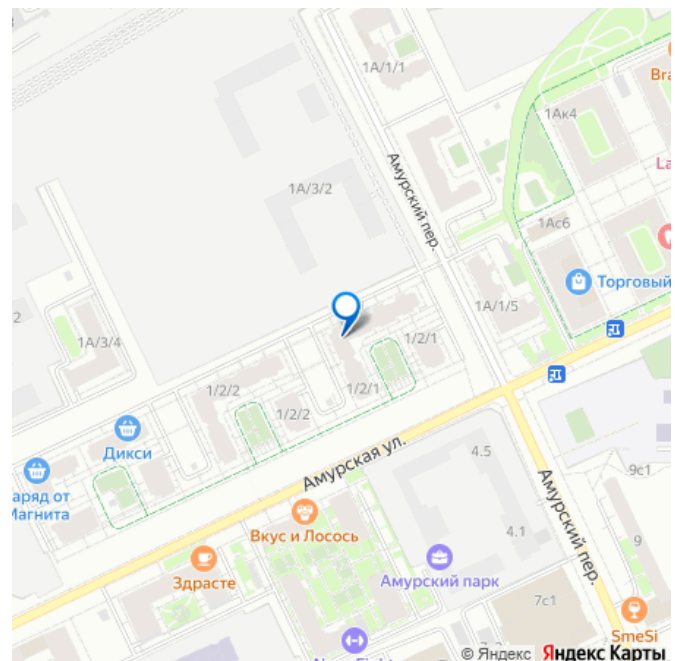 1А/1/1
Bra
1Ак4
La
Амурский пер.
1А/3/2
1Ас6
Торговый
1А/1/5
2
1А/3/4
1/2/1
1/2/2
1/2/1
1/2/2
Дикси
Амурская ул.
4.5
9с1
аряд от
Магнита
Вкус и Лосось
Амурский пер.
4.1
9
Здрасте
Амурский парк
7с1
SmeSi
© Яндекс Яндекс Карты